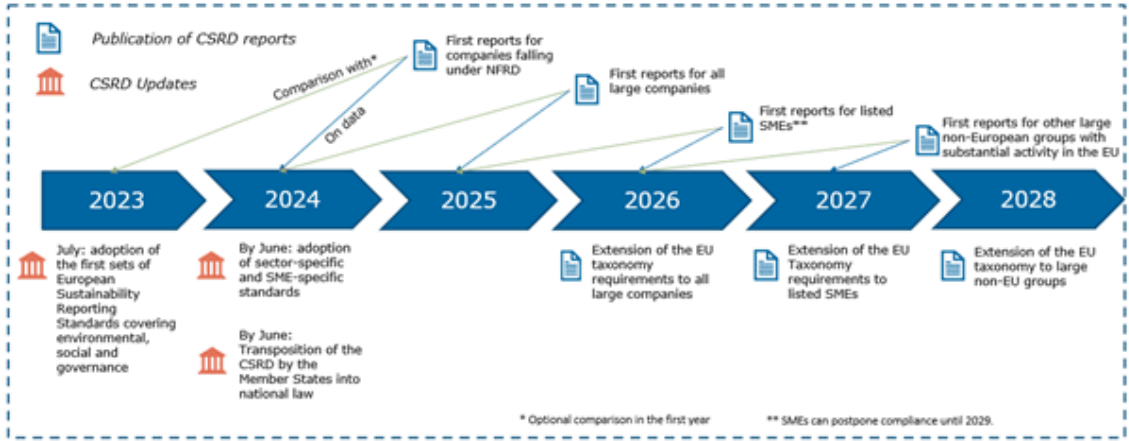 Publication of CSRD reports
CSRD Updates
Comparison with*
On data
First reports for
companies falling
under NFRD
First reports for all
large companies
First reports for listed
SMEs**
First reports for other large
non-European groups with
substantial activity in the EU
2023
2024
2025
2026
2027
2028
July: adoption of
the first sets of
European
Sustainability
Reporting
Standards covering
environmental,
social and
governance
By June: adoption
of sector-specific
and SME-specific
standards
By June:
Transposition of the
CSRD by the
Member States into
national law
Extension of the EU
taxonomy
requirements to all
large companies
Extension of the EU
Taxonomy
requirements to
listed SMEs
Extension of the EU
taxonomy to large
non-EU groups
* Optional comparison in the first year
** SMEs can postpone compliance until 2029.